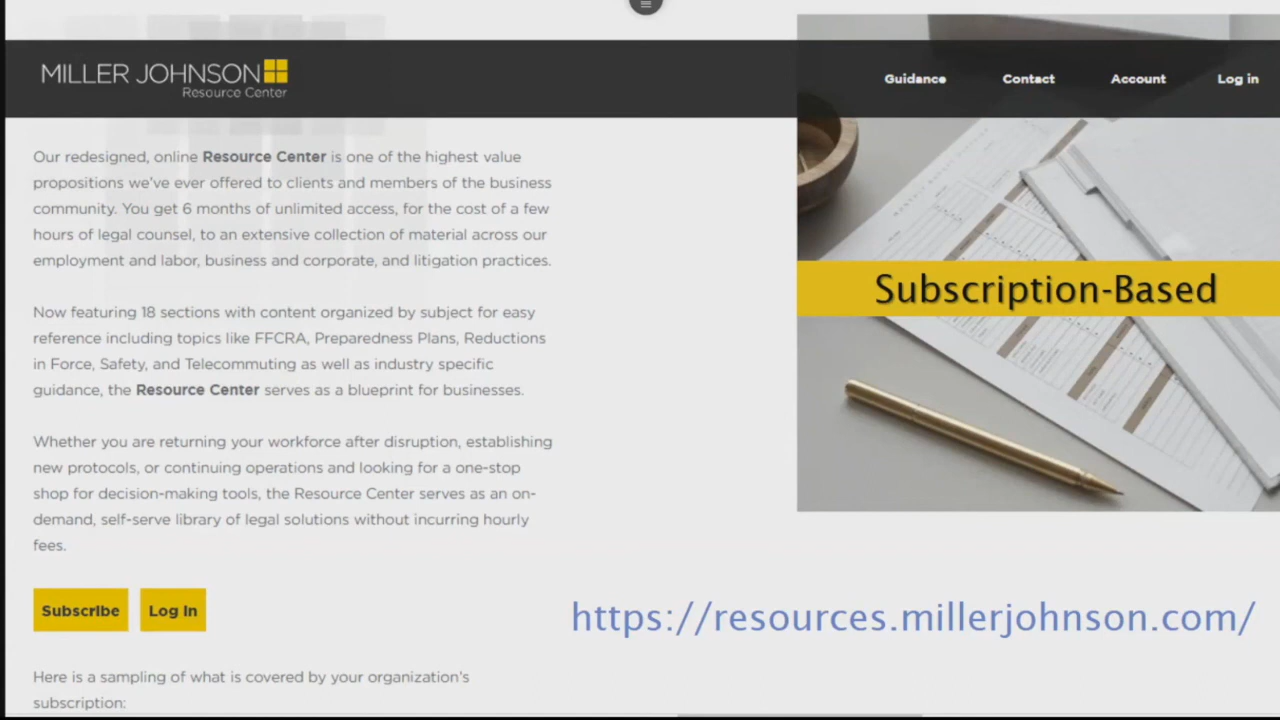 MILLER JOHNSON
Resource Center
Guidance
Contact
Account
Log in
Our redesigned, online Resource Center is one of the highest value
propositions we've ever offered to clients and members of the business
community. You get 6 months of unlimited access, for the cost of a few
hours of legal counsel, to an extensive collection of material across our
employment and labor, business and corporate, and litigation practices.
Now featuring 18 sections with content organized by subject for easy
reference including topics like FFCRA, Preparedness Plans, Reductions
in Force, Safety, and Telecommuting as well as industry specific
guidance, the Resource Center serves as a blueprint for businesses.
Whether you are returning your workforce after disruption, establishing
new protocols, or continuing operations and looking for a one-stop
shop for decision-making tools, the Resource Center serves as an on-
demand, self-serve library of legal solutions without incurring hourly
fees.
Subscribe
Log In
Here is a sampling of what is covered by your organization's
subscription:
Subscription-Based
https://resources.millerjohnson.com/